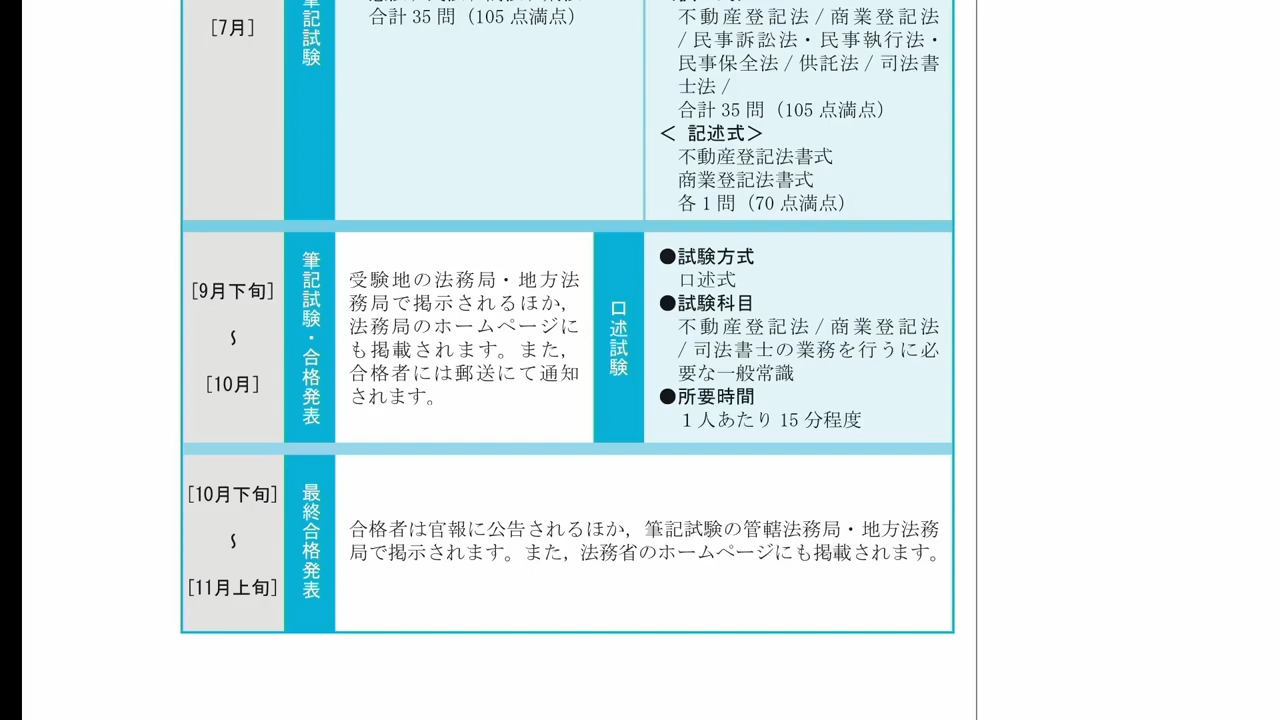 [7月]
筆記試験
合計 35 問（105 点満点）
不動産登記法 / 商業登記法
/ 民事訴訟法・民事執行法・
民事保全法 / 供託法 / 司法書
士法 /
合計 35 問（105 点満点）
＜ 記述式＞
不動産登記法書式
商業登記法書式
各 1 問（70 点満点）
[9月下旬]
～
[10月]
筆記試験・合格発表
受験地の法務局・地方法
務局で掲示されるほか,
法務局のホームページに
も掲載されます。また,
合格者には郵送にて通知
されます。
口述試験
●試験方式
口述式
●試験科目
不動産登記法 / 商業登記法
/ 司法書士の業務を行うに必
要な一般常識
●所要時間
１人あたり 15 分程度
[10月下旬]
～
[11月上旬]
最終合格発表
合格者は官報に公告されるほか, 筆記試験の管轄法務局・地方法務
局で掲示されます。また, 法務省のホームページにも掲載されます。